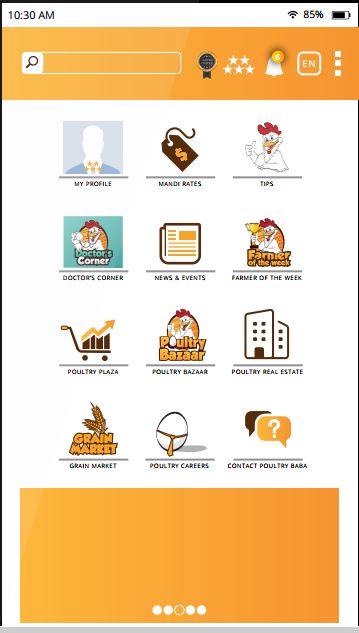 10:30 AM 85%
6 EN
MY PROFILE MANDI RATES TIPS
Doctor's
Corner
Farmer
of the week
DOCTOR'S CORNER NEWS & EVENTS FARMER OF THE WEEK
Poultry
Bazaar
POULTRY PLAZA POULTRY BAZAAR POULTRY REAL ESTATE
GRAIN
MARKET
?
GRAIN MARKET POULTRY CAREERS CONTACT POULTRY BABA